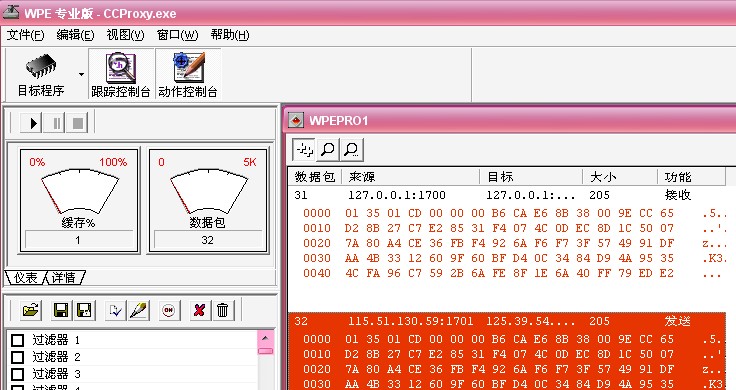 WPE 专业版 - CCProxy.exe
文件(F) 编辑(E) 视图(V) 窗口(W) 帮助(H)
目标程序 跟踪控制台 动作控制台
WPEPRO1
0% 100% 0 5K
缓存% 数据包
1 32
仪表 详情
过滤器 1
过滤器 2
过滤器 3
数据包 来源 目标 大小 功能
31 127.0.0.1:1700 127.0.0.1:... 205 接收
0000 01 35 01 CD 00 00 00 B6 CA E6 8B 38 00 9E CC 65 .5..
0010 D2 8B 27 C7 E2 85 31 F4 07 4C 0D EC 8D 1C 50 07 ..'.
0020 7A 80 A4 CE 36 FB F4 92 6A F6 F7 3F 57 49 91 DF z...
0030 AA 4B 33 12 60 9F 60 BF D4 0C 34 84 D9 4A 95 35 .K3.
0040 4C FA 96 C7 59 2B 6A FE 8F 1E 6A 40 FF 79 ED E2 ...
32 115.51.130.59:1701 125.39.54.... 205 发送
0000 01 35 01 CD 00 00 00 B6 CA E6 8B 38 00 9E CC 65 .5..
0010 D2 8B 27 C7 E2 85 31 F4 07 4C 0D EC 8D 1C 50 07 ..'.
0020 7A 80 A4 CE 36 FB F4 92 6A F6 F7 3F 57 49 91 DF z...
0030 AA 4B 33 12 60 9F 60 BF D4 0C 34 84 D9 4A 95 35 .K3.